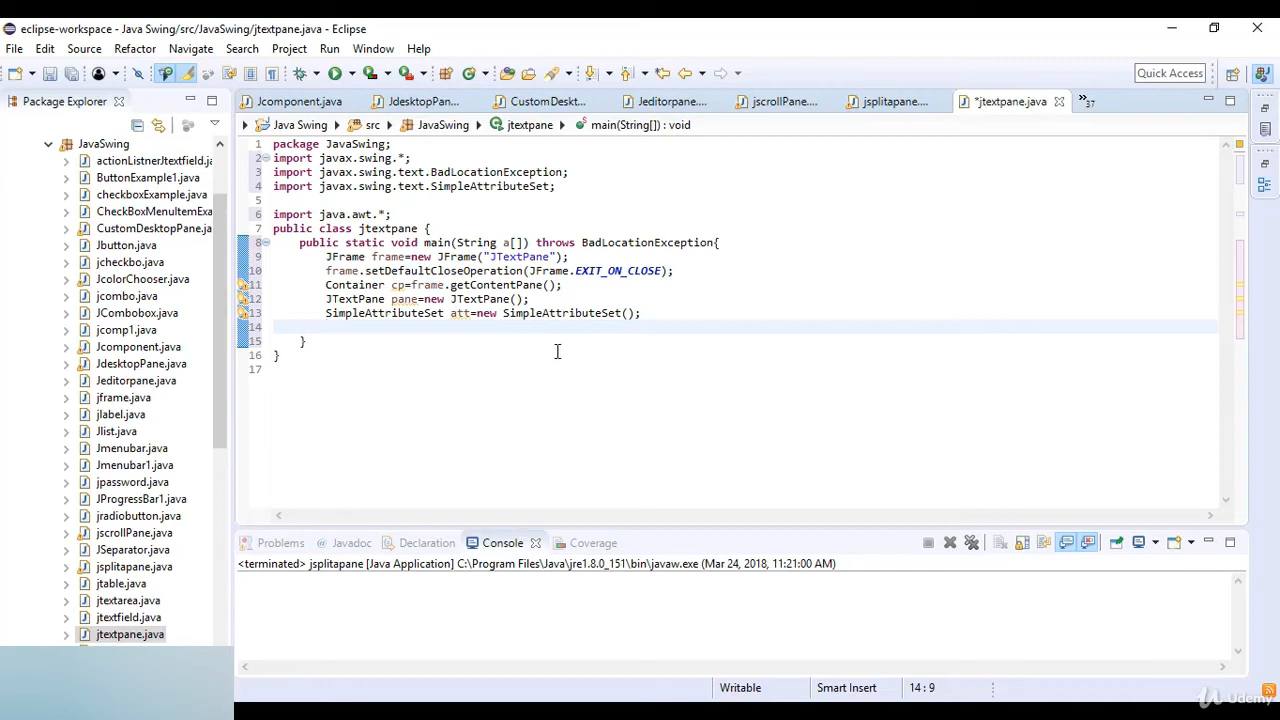 eclipse-workspace - Java Swing/src/JavaSwing/jtextpane.java - Eclipse
File Edit Source Refactor Navigate Search Project Run Window Help
Quick Access
Package Explorer
Jcomponent.java JdesktopPan... CustomDeskt... Jeditorpane.... jscrollPane.... jsplitapane.... *jtextpane.java »37
Java Swing src JavaSwing jtextpane main(String[]) : void
JavaSwing
actionListnerJtextfield.ja
ButtonExample1.java
checkboxExample.java
CheckBoxMenuItemExa
CustomDesktopPane.ja
Jbutton.java
jcheckbo.java
JcolorChooser.java
jcombo.java
JCombobox.java
jcomp1.java
Jcomponent.java
JdesktopPane.java
Jeditorpane.java
jframe.java
jlabel.java
Jlist.java
Jmenubar.java
Jmenubar1.java
jpassword.java
JProgressBar1.java
jradiobutton.java
jscrollPane.java
JSeparator.java
jsplitapane.java
jtable.java
jtextarea.java
jtextfield.java
jtextpane.java
1 package JavaSwing;
2 import javax.swing.*;
3 import javax.swing.text.BadLocationException;
4 import javax.swing.text.SimpleAttributeSet;
5
6 import java.awt.*;
7 public class jtextpane {
8 public static void main(String a[]) throws BadLocationException{
9 JFrame frame=new JFrame("JTextPane");
10 frame.setDefaultCloseOperation(JFrame.EXIT_ON_CLOSE);
11 Container cp=frame.getContentPane();
12 JTextPane pane=new JTextPane();
13 SimpleAttributeSet att=new SimpleAttributeSet();
14
15 }
16 }
17
Problems Javadoc Declaration Console Coverage
<terminated> jsplitapane [Java Application] C:\Program Files\Java\jre1.8.0_151\bin\javaw.exe (Mar 24, 2018, 11:21:00 AM)
Writable Smart Insert 14 : 9
Udemy